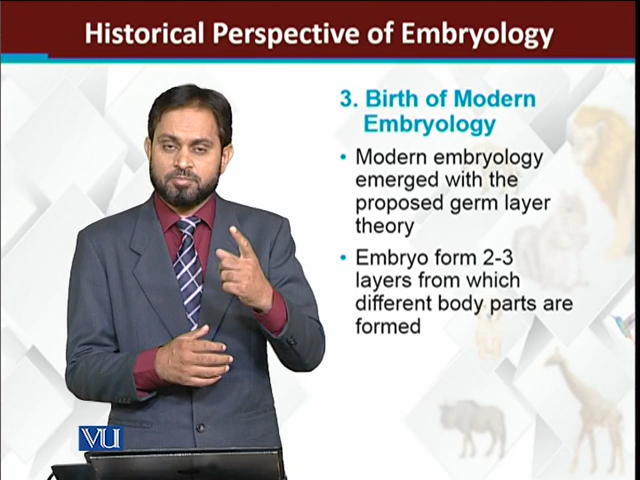 Historical Perspective of Embryology
3. Birth of Modern
Embryology
• Modern embryology
emerged with the
proposed germ layer
theory
• Embryo form 2-3
layers from which
different body parts are
formed
VU